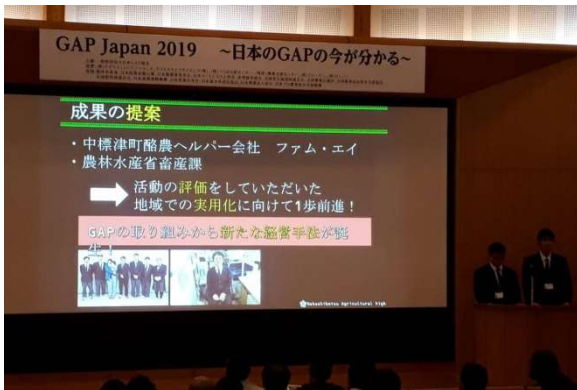 GAP Japan 2019 ～日本のGAPの今が分かる～
成果の提案
・中標津町酪農ヘルパー会社 ファム・エイ
・農林水産省畜産課
活動の評価をしていただいた
地域での実用化に向けて1歩前進！
GAPの取り組みから新たな経営手法が誕
生！
Nakashibetsu Agricultural High